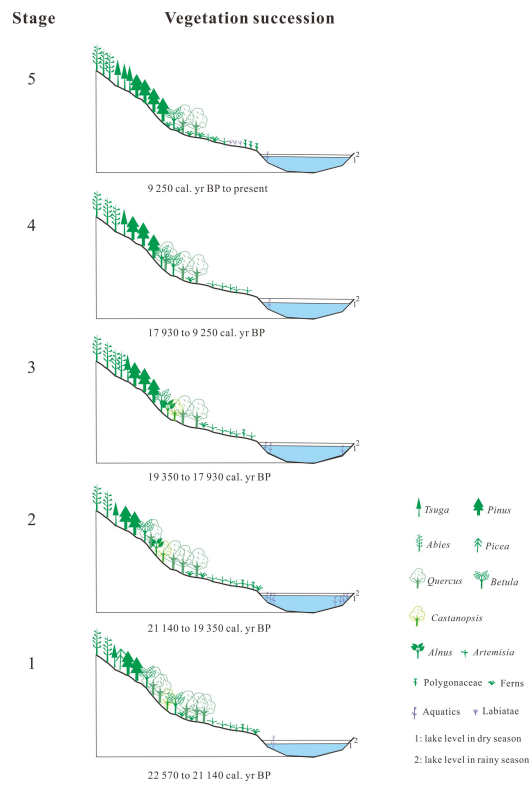 Stage Vegetation succession
5
2
1
9 250 cal. yr BP to present
4
2
1
17 930 to 9 250 cal. yr BP
3
2
1
19 350 to 17 930 cal. yr BP
2
2
1
21 140 to 19 350 cal. yr BP
1
2
1
22 570 to 21 140 cal. yr BP
Tsuga Pinus
Abies Picea
Quercus Betula
Castanopsis
Alnus Artemisia
Polygonaceae Ferns
Aquatics Labiatae
1: lake level in dry season
2: lake level in rainy season